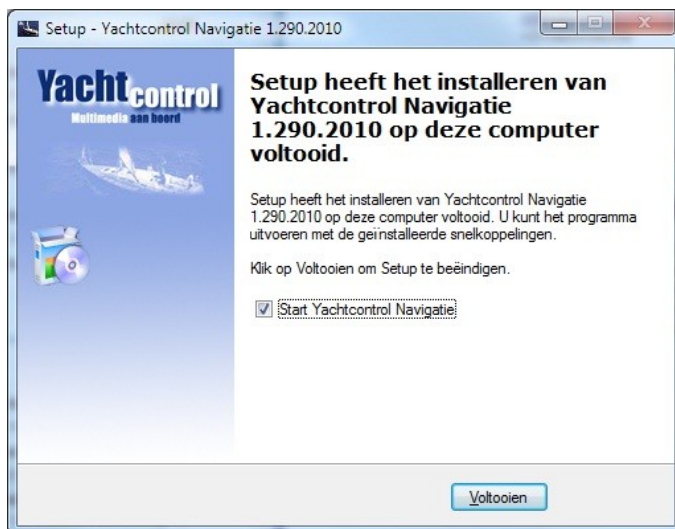 Setup - Yachtcontrol Navigatie 1.290.2010
Yachtcontrol
Multimedia aan boord
Setup heeft het installeren van
Yachtcontrol Navigatie
1.290.2010 op deze computer
voltooid.
Setup heeft het installeren van Yachtcontrol Navigatie
1.290.2010 op deze computer voltooid. U kunt het programma
uitvoeren met de geïnstalleerde snelkoppelingen.
Klik op Voltooien om Setup te beëindigen.
Start Yachtcontrol Navigatie
Voltooien